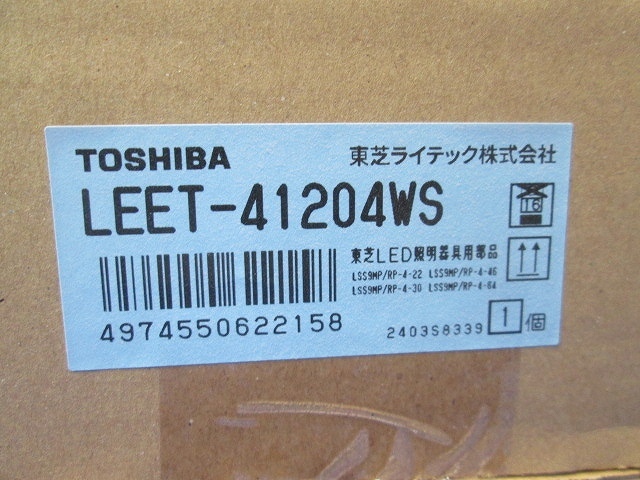 TOSHIBA 東芝ライテック株式会社
LEET-41204WS
16
東芝LED照明器具用部品
LSS9MP/RP-4-22 LSS9MP/RP-4-46
LSS9MP/RP-4-30 LSS9MP/RP-4-64
4974550622158
2403S8339 1個